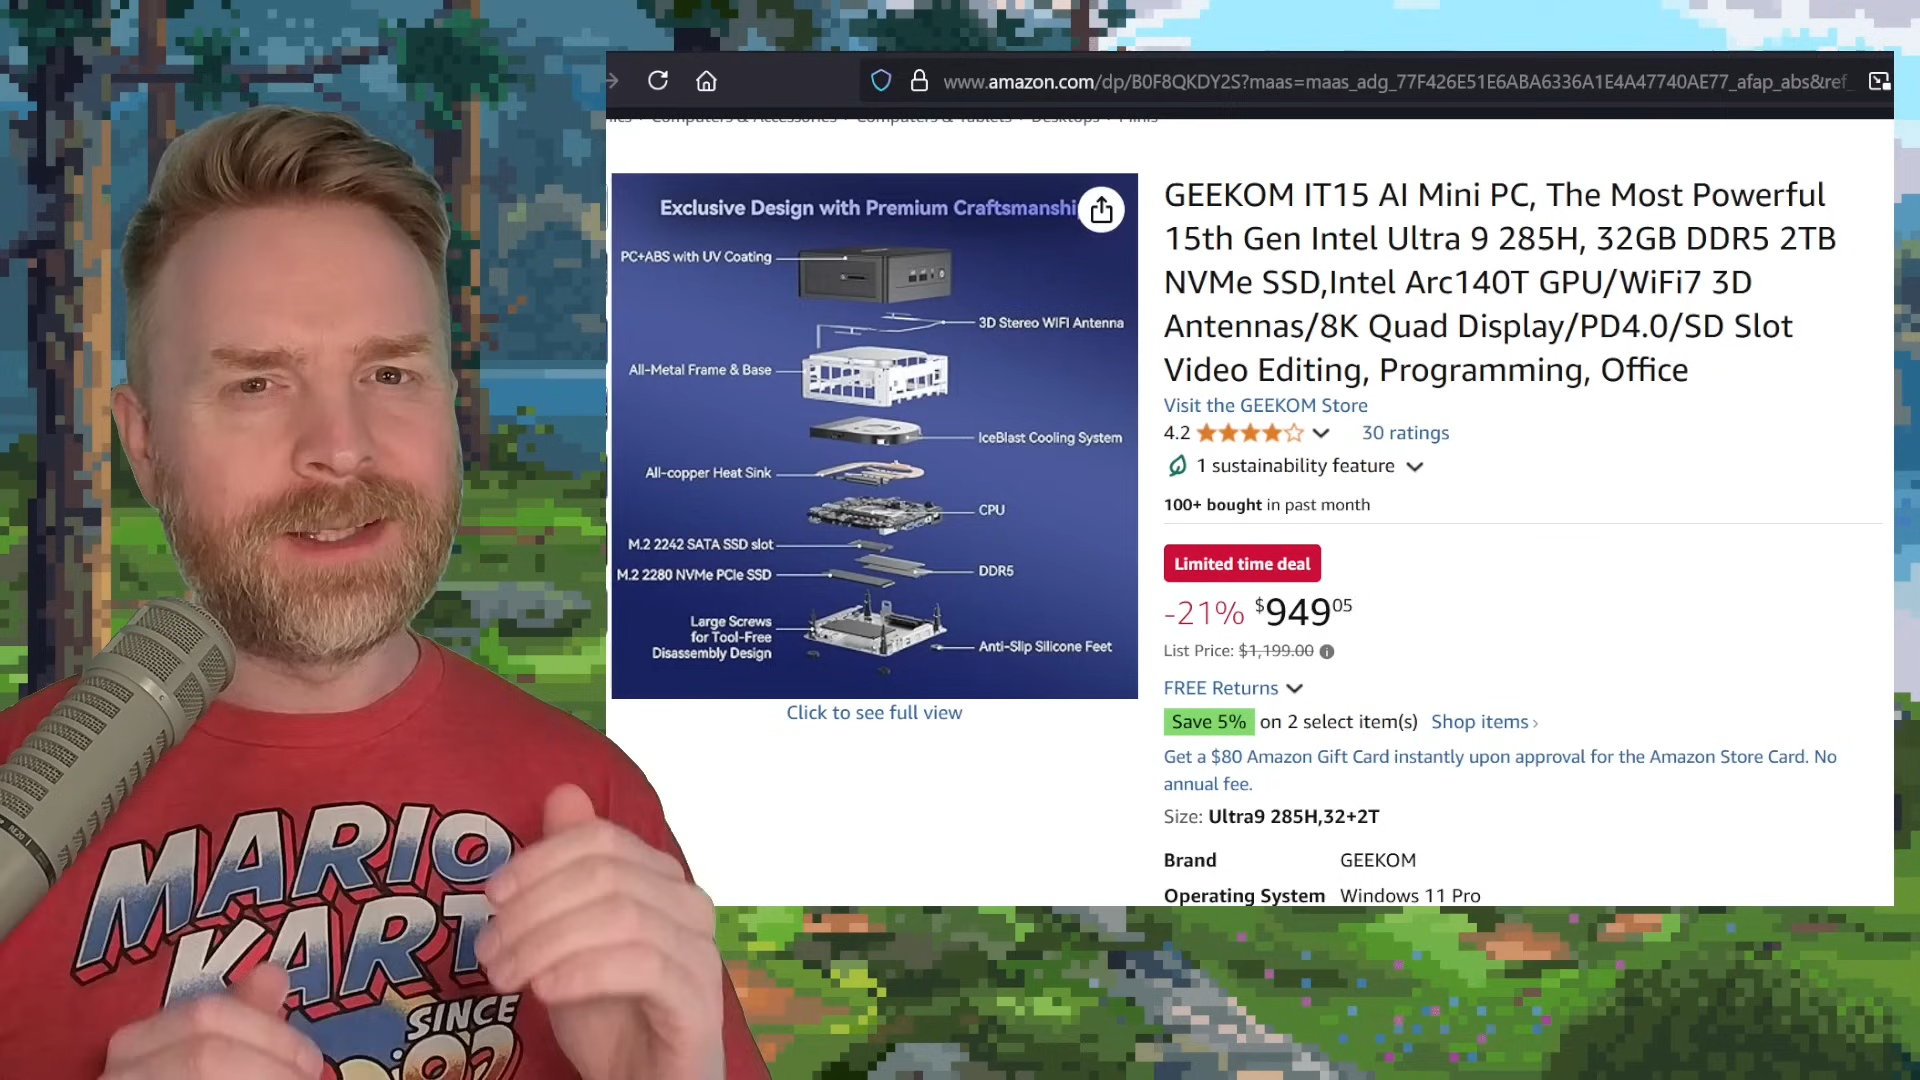 www.amazon.com/dp/B0F8QKDY2S?maas=maas_adg_77F426E51E6ABA6336A1E4A47740AE77_afap_abs&ref_
Computers & Accessories › Computers & Tablets › Desktops › Minis
Exclusive Design with Premium
PC+ABS with UV Coating
3D Stereo WIFI Antenna
All-Metal Frame & Base
IceBlast Cooling System
All-copper Heat Sink
CPU
M.2 2242 SATA SSD slot
DDR5
M.2 2280 NVMe PCIe SSD
Large Screws
for Tool-Free
Disassembly Design
Anti-Slip Silicone Feet
Click to see full view
GEEKOM IT15 AI Mini PC, The Most Powerful
15th Gen Intel Ultra 9 285H, 32GB DDR5 2TB
NVMe SSD,Intel Arc140T GPU/WiFi7 3D
Antennas/8K Quad Display/PD4.0/SD Slot
Video Editing, Programming, Office
Visit the GEEKOM Store
4.2 30 ratings
1 sustainability feature
100+ bought in past month
Limited time deal
-21% $949.05
List Price: $1,199.00
FREE Returns
Save 5% on 2 select item(s) Shop items ›
Get a $80 Amazon Gift Card instantly upon approval for the Amazon Store Card. No
annual fee.
Size: Ultra9 285H,32+2T
Brand GEEKOM
Operating System Windows 11 Pro
MARIO
KART
SINCE